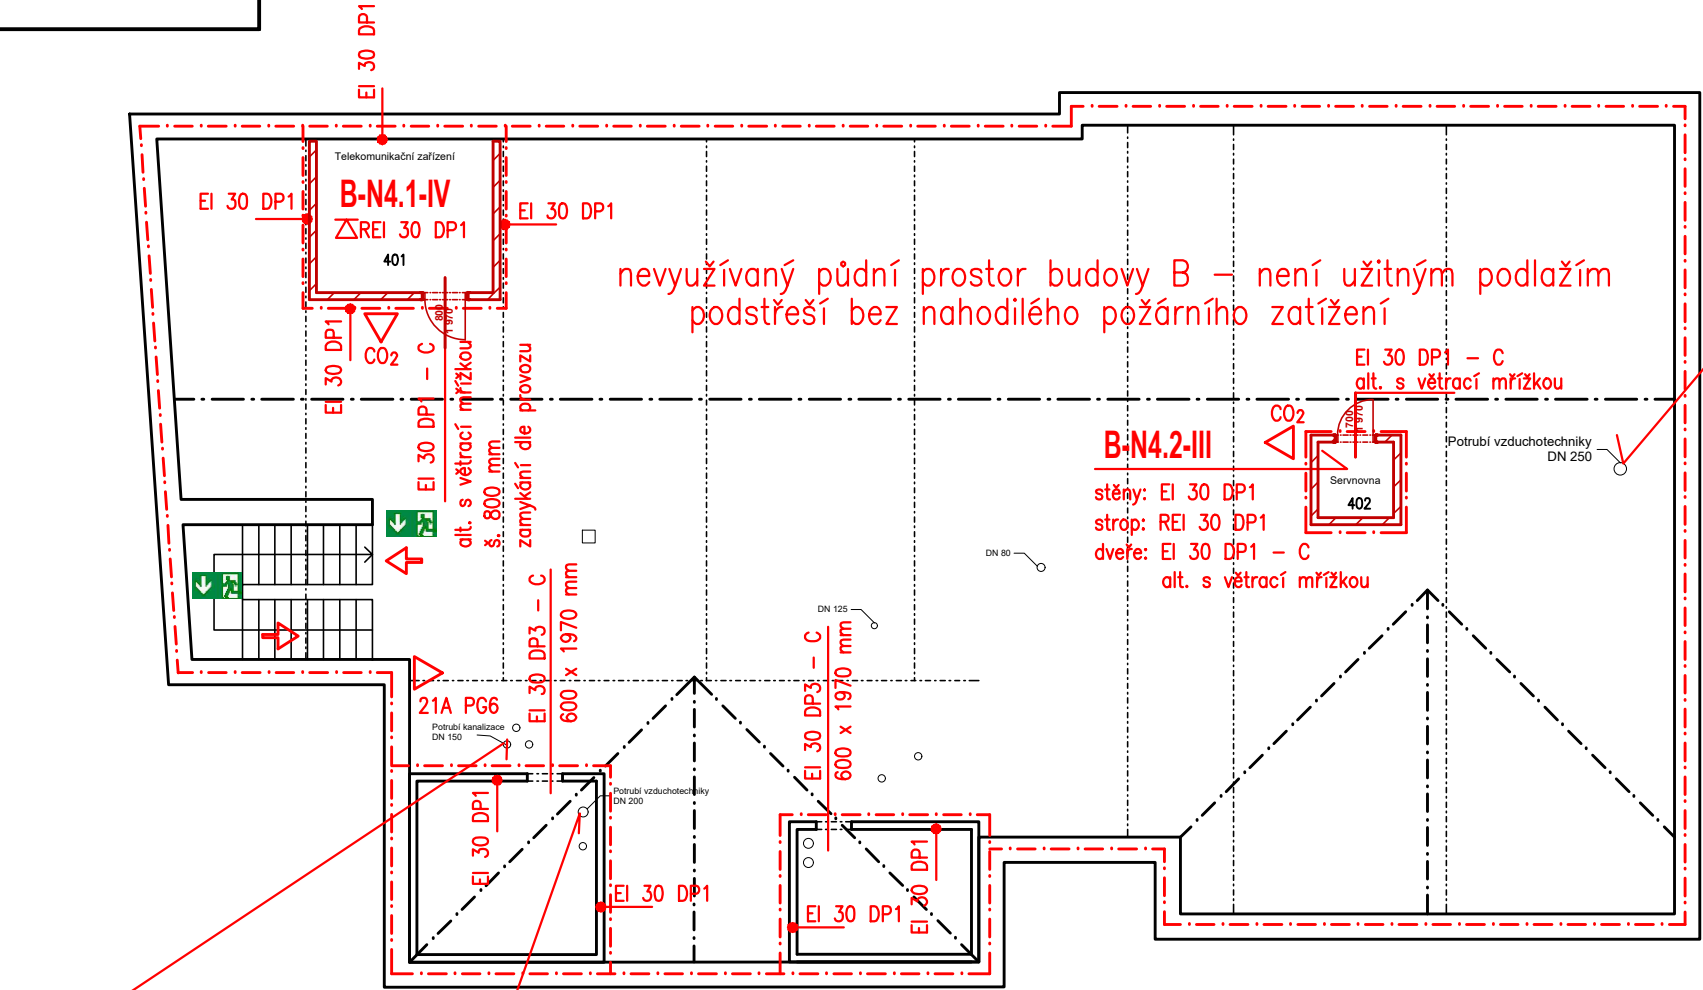 EI 30 DP1
Telekomunikační zařízení
B-N4.1-IV
REI 30 DP1
401
EI 30 DP1
EI 30 DP1
nevyužívaný půdní prostor budovy B – není užitným podlažím
podstřeší bez nahodilého požárního zatížení
EI 30 DP1
CO2
800
1970
EI 30 DP1 – C
alt. s větrací mřížkou
š. 800 mm
zamykání dle provozu
EI 30 DP1 – C
alt. s větrací mřížkou
CO2
700
1970
B-N4.2-III
Servnovna
402
stěny: EI 30 DP1
strop: REI 30 DP1
dveře: EI 30 DP1 – C
alt. s větrací mřížkou
Potrubí vzduchotechniky
DN 250
DN 80
DN 125
21A PG6
Potrubí kanalizace
DN 150
EI 30 DP3 – C
600 x 1970 mm
EI 30 DP3 – C
600 x 1970 mm
Potrubí vzduchotechniky
DN 200
EI 30 DP1
EI 30 DP1
EI 30 DP1
EI 30 DP1